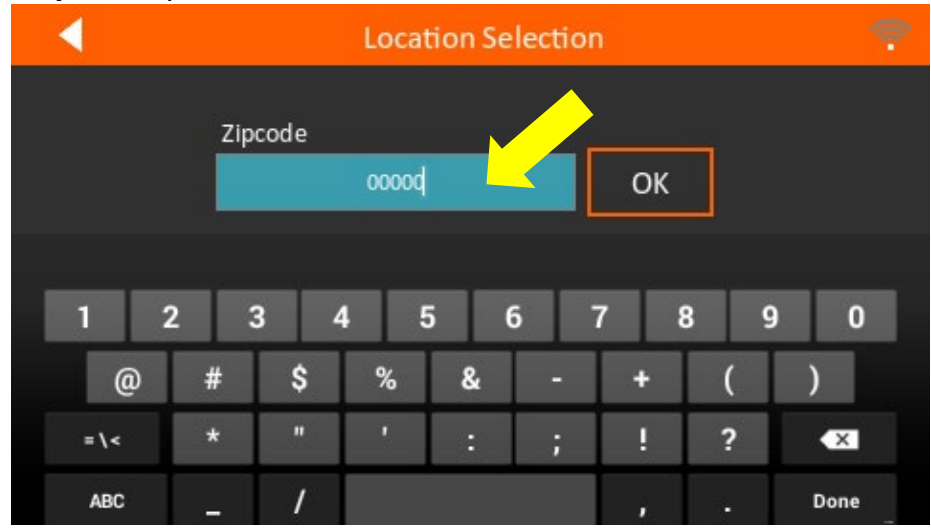 Location Selection
Zipcode
00000
OK
1 2 3 4 5 6 7 8 9 0
@ # $ % & - + ( )
= \ < * " ' : ; ! ?
ABC _ / , . Done